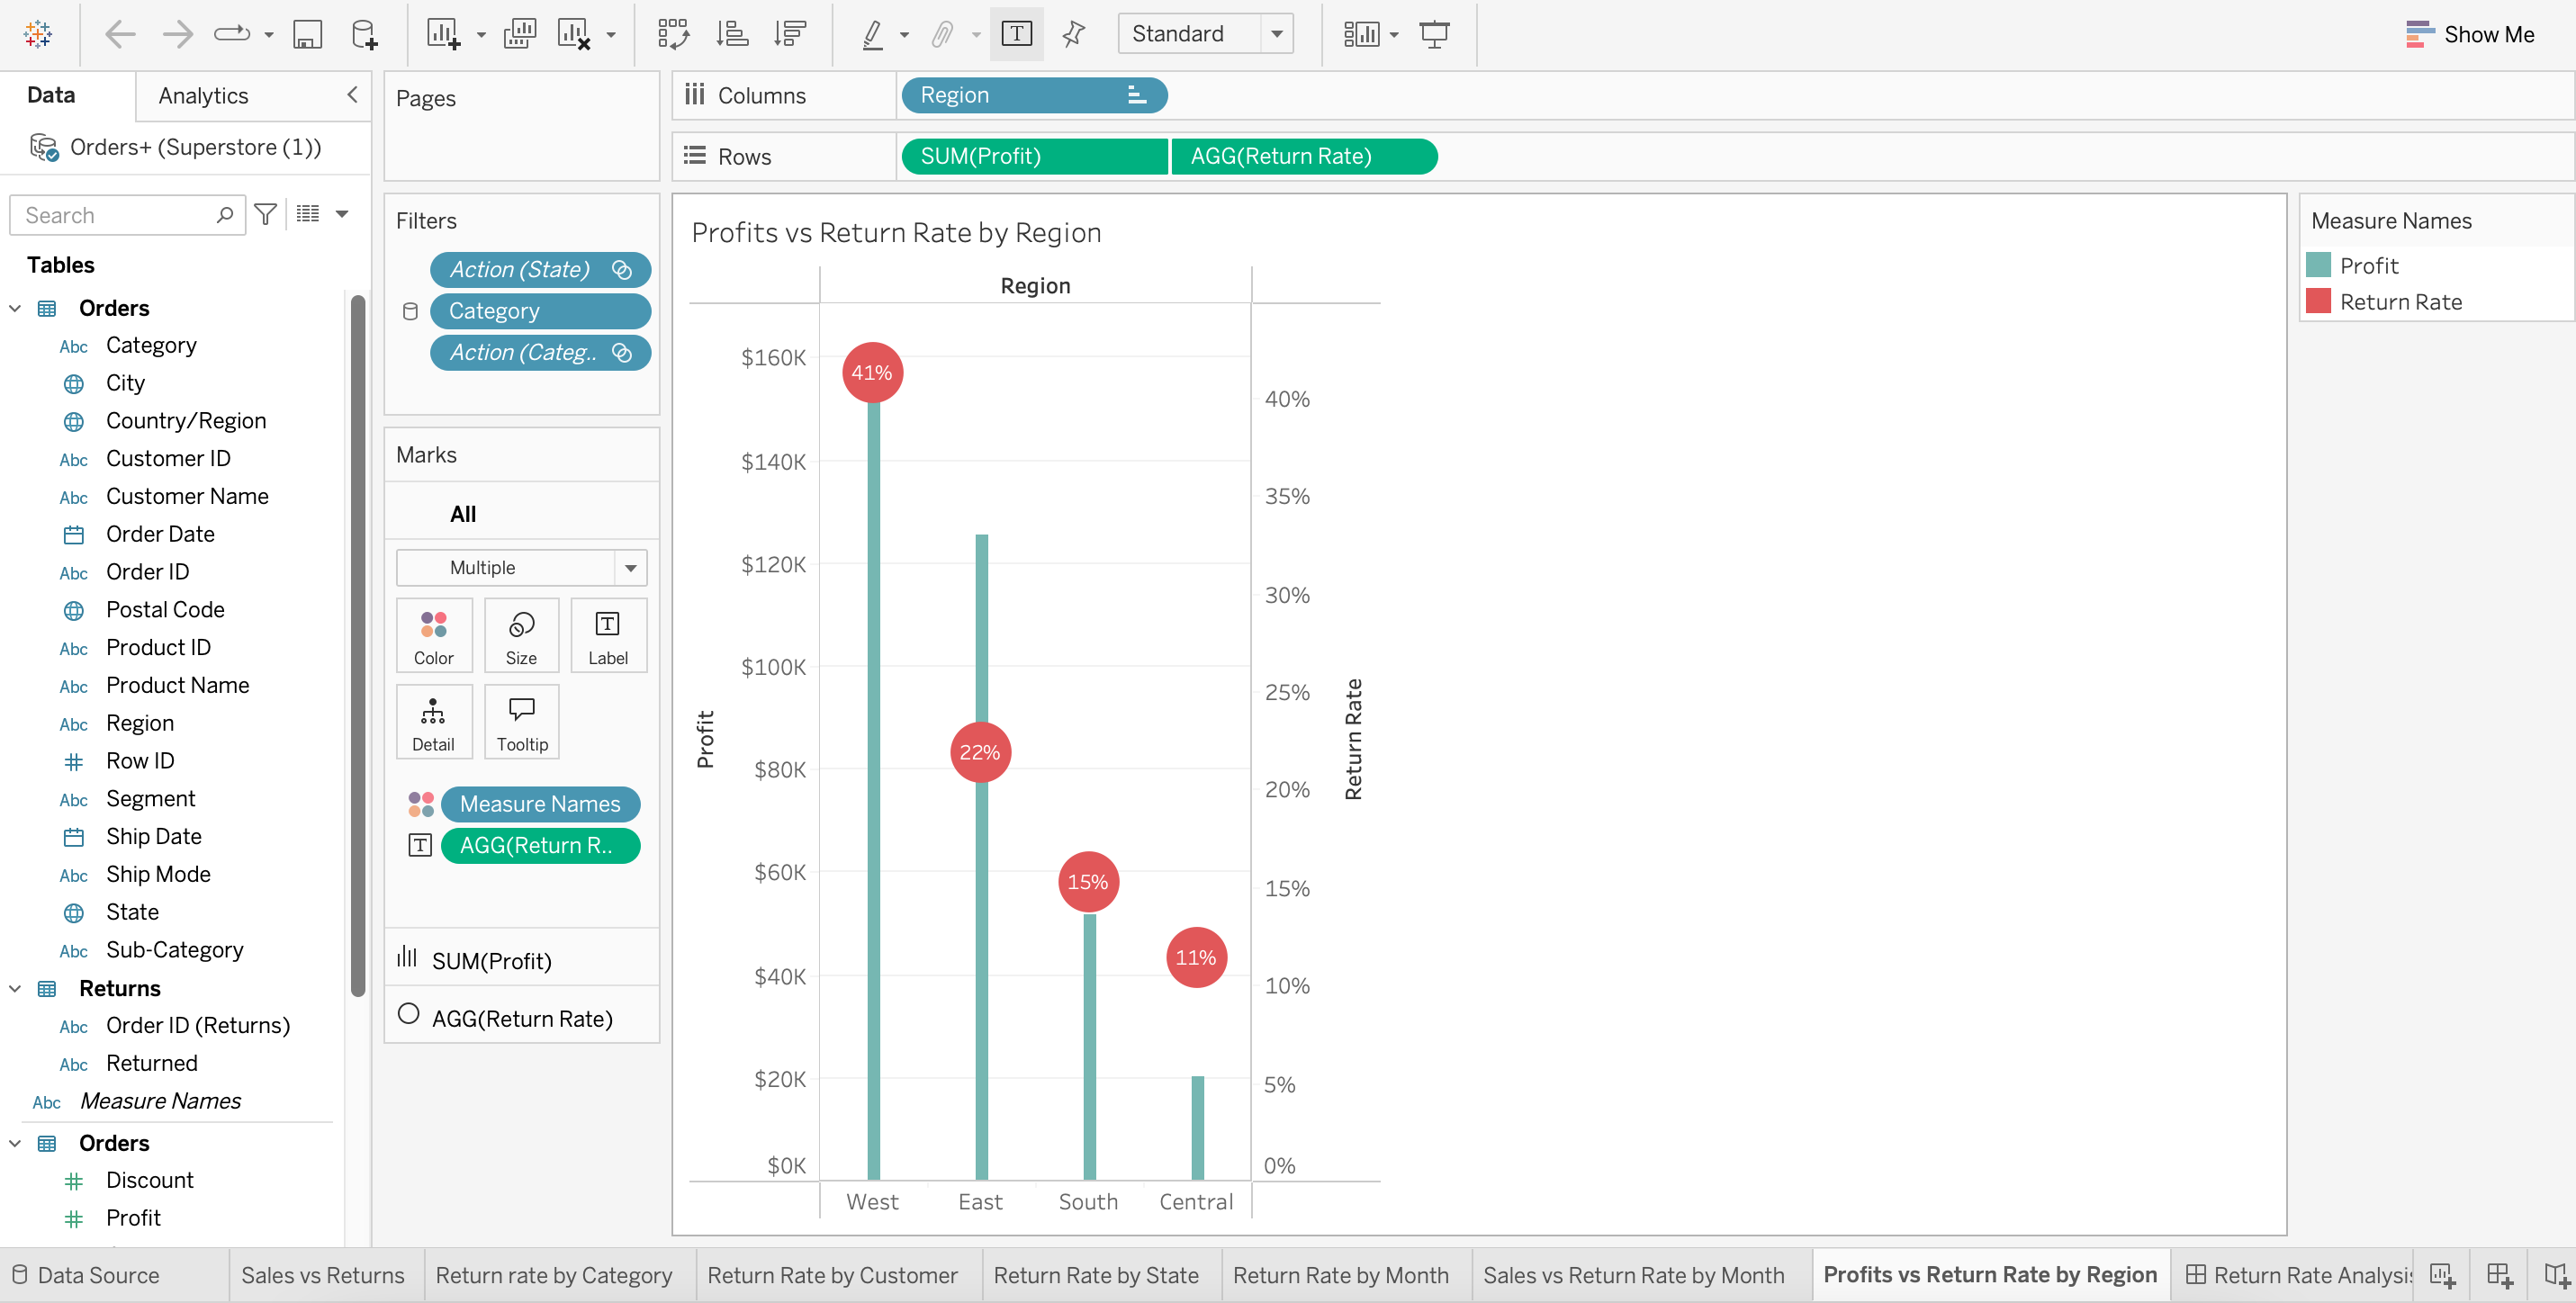 Standard
Show Me
Data
Analytics
Orders+ (Superstore (1))
Search
Tables
Orders
Abc Category
City
Country/Region
Abc Customer ID
Abc Customer Name
Order Date
Abc Order ID
Postal Code
Abc Product ID
Abc Product Name
Abc Region
Row ID
Abc Segment
Ship Date
Abc Ship Mode
State
Abc Sub-Category
Returns
Abc Order ID (Returns)
Abc Returned
Abc Measure Names
Orders
Discount
Profit
Pages
Filters
Action (State)
Category
Action (Categ..
Marks
All
Multiple
Color
Size
Label
Detail
Tooltip
Measure Names
AGG(Return R..
SUM(Profit)
AGG(Return Rate)
Columns
Region
Rows
SUM(Profit)
AGG(Return Rate)
Profits vs Return Rate by Region
Region
$160K
$140K
$120K
$100K
$80K
$60K
$40K
$20K
$0K
Profit
41%
22%
15%
11%
40%
35%
30%
25%
20%
15%
10%
5%
0%
Return Rate
West
East
South
Central
Measure Names
Profit
Return Rate
Data Source
Sales vs Returns
Return rate by Category
Return Rate by Customer
Return Rate by State
Return Rate by Month
Sales vs Return Rate by Month
Profits vs Return Rate by Region
Return Rate Analysis